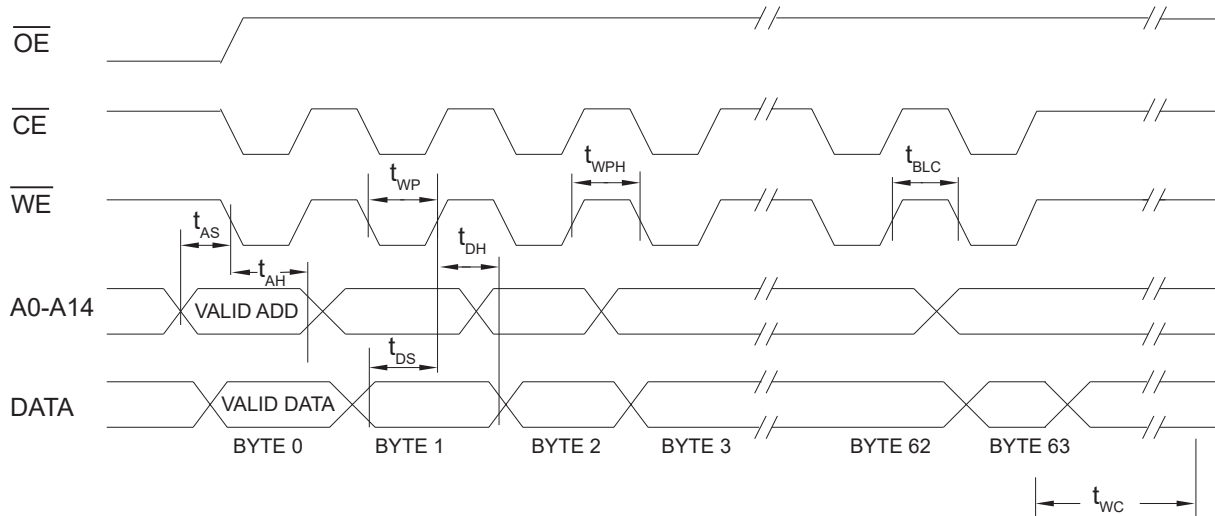 OE
CE
tWP
tWPH
tBLC
WE
tAS
tDH
tAH
A0-A14
VALID ADD
tDS
DATA
VALID DATA
BYTE 0
BYTE 1
BYTE 2
BYTE 3
BYTE 62
BYTE 63
tWC